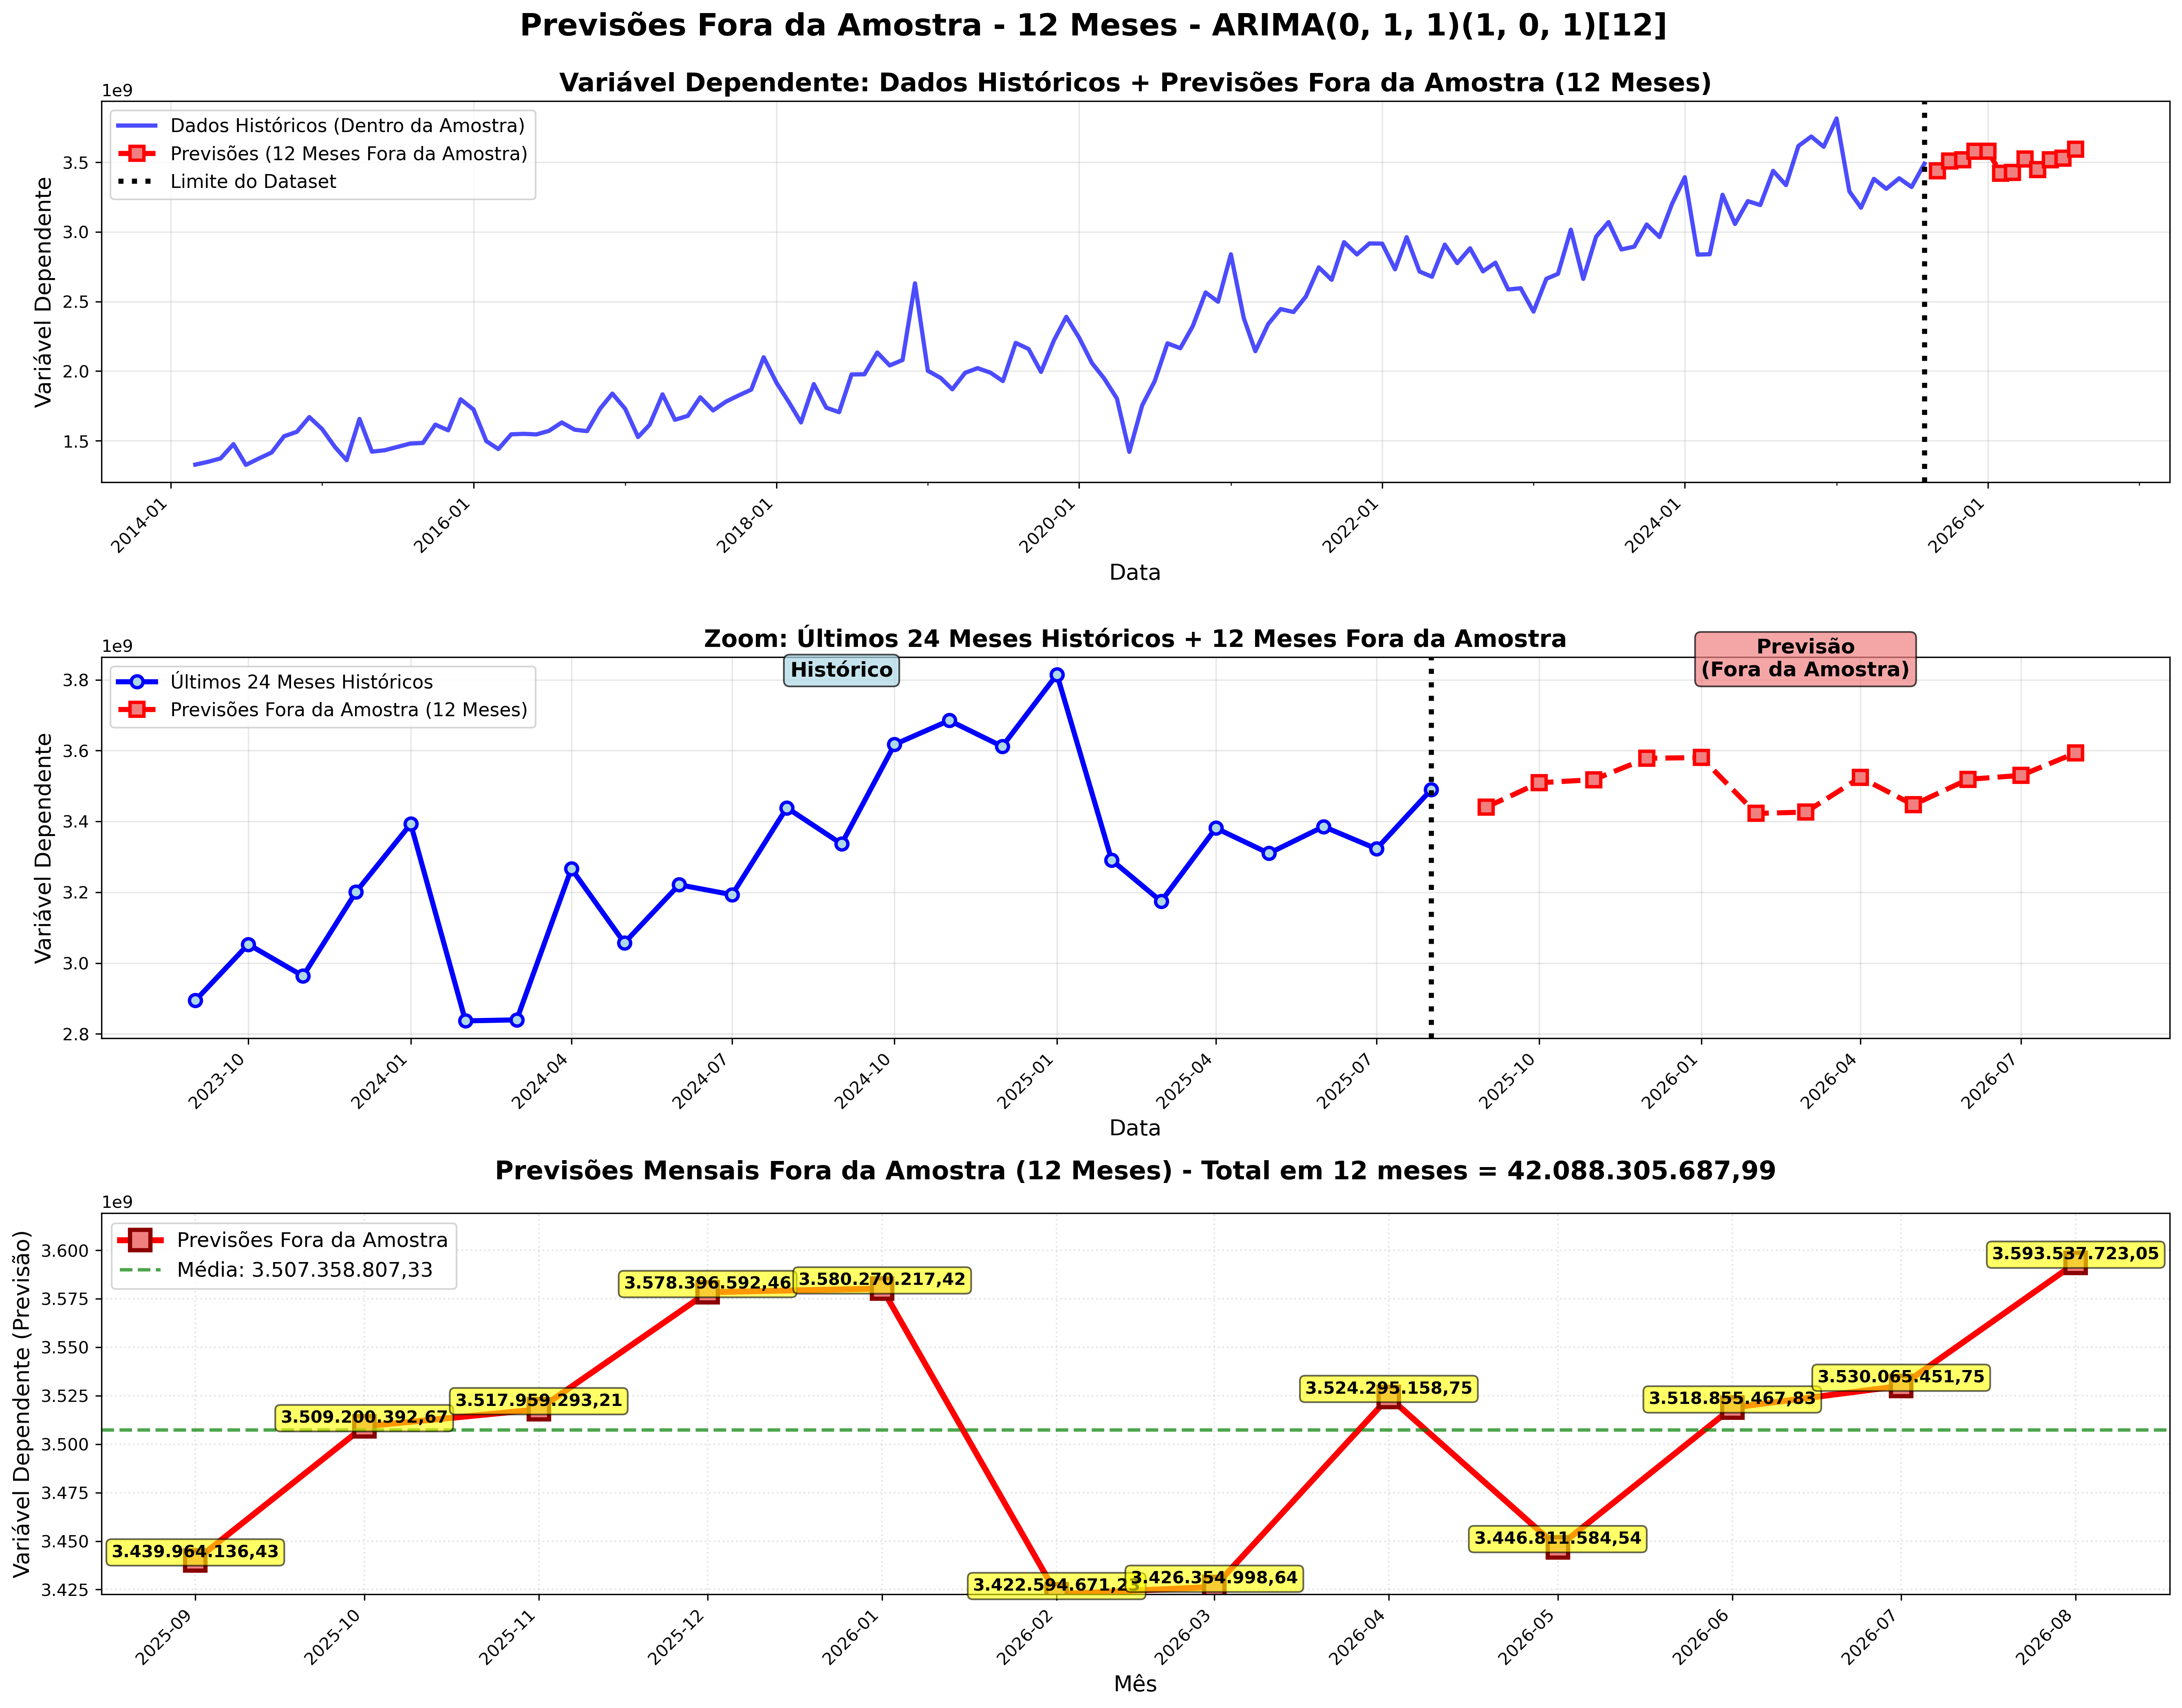 Previsões Fora da Amostra - 12 Meses - ARIMA(0, 1, 1)(1, 0, 1)[12]
Variável Dependente: Dados Históricos + Previsões Fora da Amostra (12 Meses)
1e9
Dados Históricos (Dentro da Amostra)
Previsões (12 Meses Fora da Amostra)
Limite do Dataset
Variável Dependente
3.5
3.0
2.5
2.0
1.5
2014-01
2016-01
2018-01
2020-01
2022-01
2024-01
2026-01
Data
Zoom: Últimos 24 Meses Históricos + 12 Meses Fora da Amostra
1e9
Últimos 24 Meses Históricos
Previsões Fora da Amostra (12 Meses)
Histórico
Previsão
(Fora da Amostra)
Variável Dependente
3.8
3.6
3.4
3.2
3.0
2.8
2023-10
2024-01
2024-04
2024-07
2024-10
2025-01
2025-04
2025-07
2025-10
2026-01
2026-04
2026-07
Data
Previsões Mensais Fora da Amostra (12 Meses) - Total em 12 meses = 42.088.305.687,99
1e9
Previsões Fora da Amostra
Média: 3.507.358.807,33
Variável Dependente (Previsão)
3.600
3.575
3.550
3.525
3.500
3.475
3.450
3.425
3.439.964.136,43
3.509.200.392,67
3.517.959.293,21
3.578.396.592,46
3.580.270.217,42
3.422.594.671,23
3.426.354.998,64
3.524.295.158,75
3.446.811.584,54
3.518.855.467,83
3.530.065.451,75
3.593.537.723,05
2025-09
2025-10
2025-11
2025-12
2026-01
2026-02
2026-03
2026-04
2026-05
2026-06
2026-07
2026-08
Mês